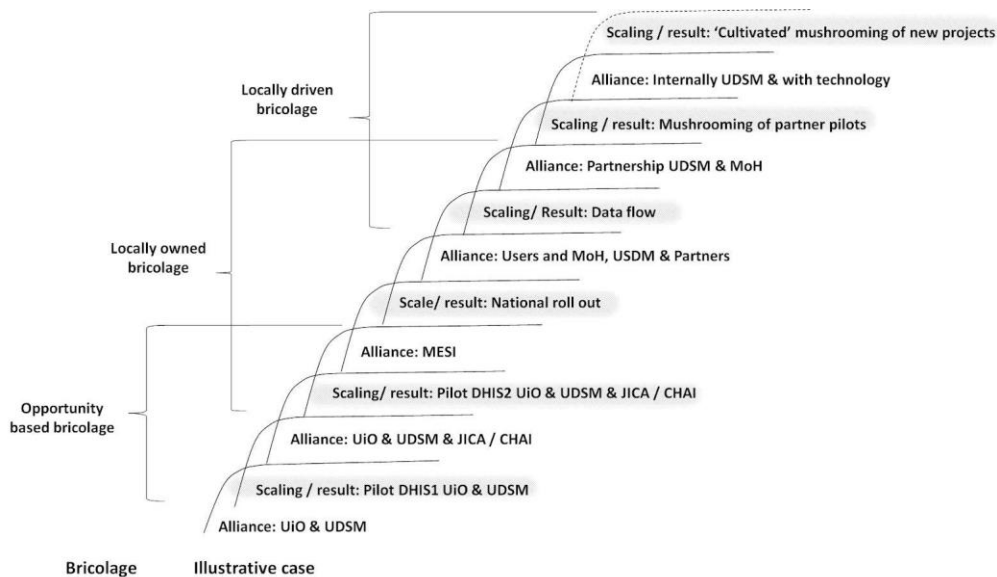 Scaling / result: ‘Cultivated’ mushrooming of new projects
Alliance: Internally UDSM & with technology
Locally driven
bricolage
Scaling / result: Mushrooming of partner pilots
Alliance: Partnership UDSM & MoH
Scaling/ Result: Data flow
Locally owned
bricolage
Alliance: Users and MoH, USDM & Partners
Scale/ result: National roll out
Alliance: MESI
Scaling/ result: Pilot DHIS2 UiO & UDSM & JICA / CHAI
Opportunity
based bricolage
Alliance: UiO & UDSM & JICA / CHAI
Scaling / result: Pilot DHIS1 UiO & UDSM
Alliance: UiO & UDSM
Bricolage
Illustrative case